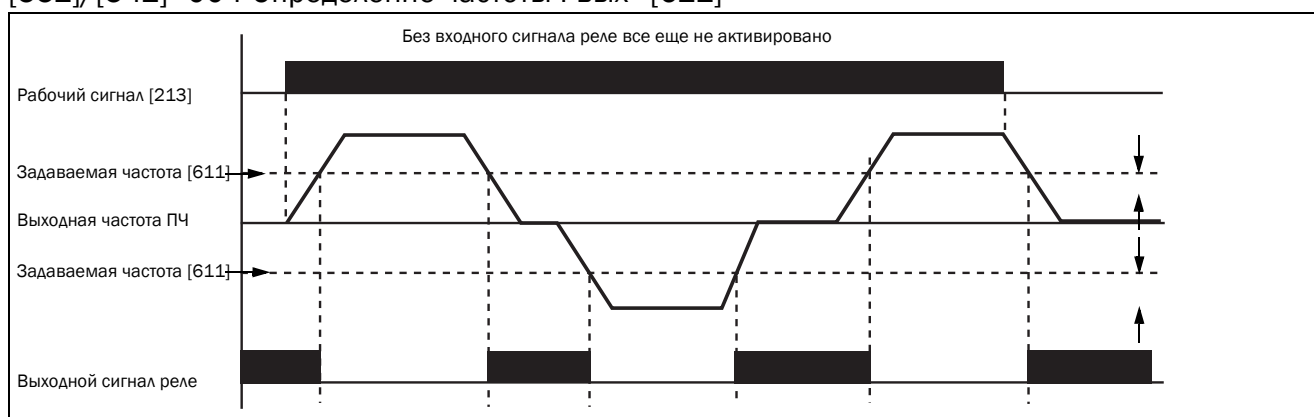 Без входного сигнала реле все еще не активировано
Рабочий сигнал [213]
Задаваемая частота [611]
Выходная частота ПЧ
Задаваемая частота [611]
Выходной сигнал реле